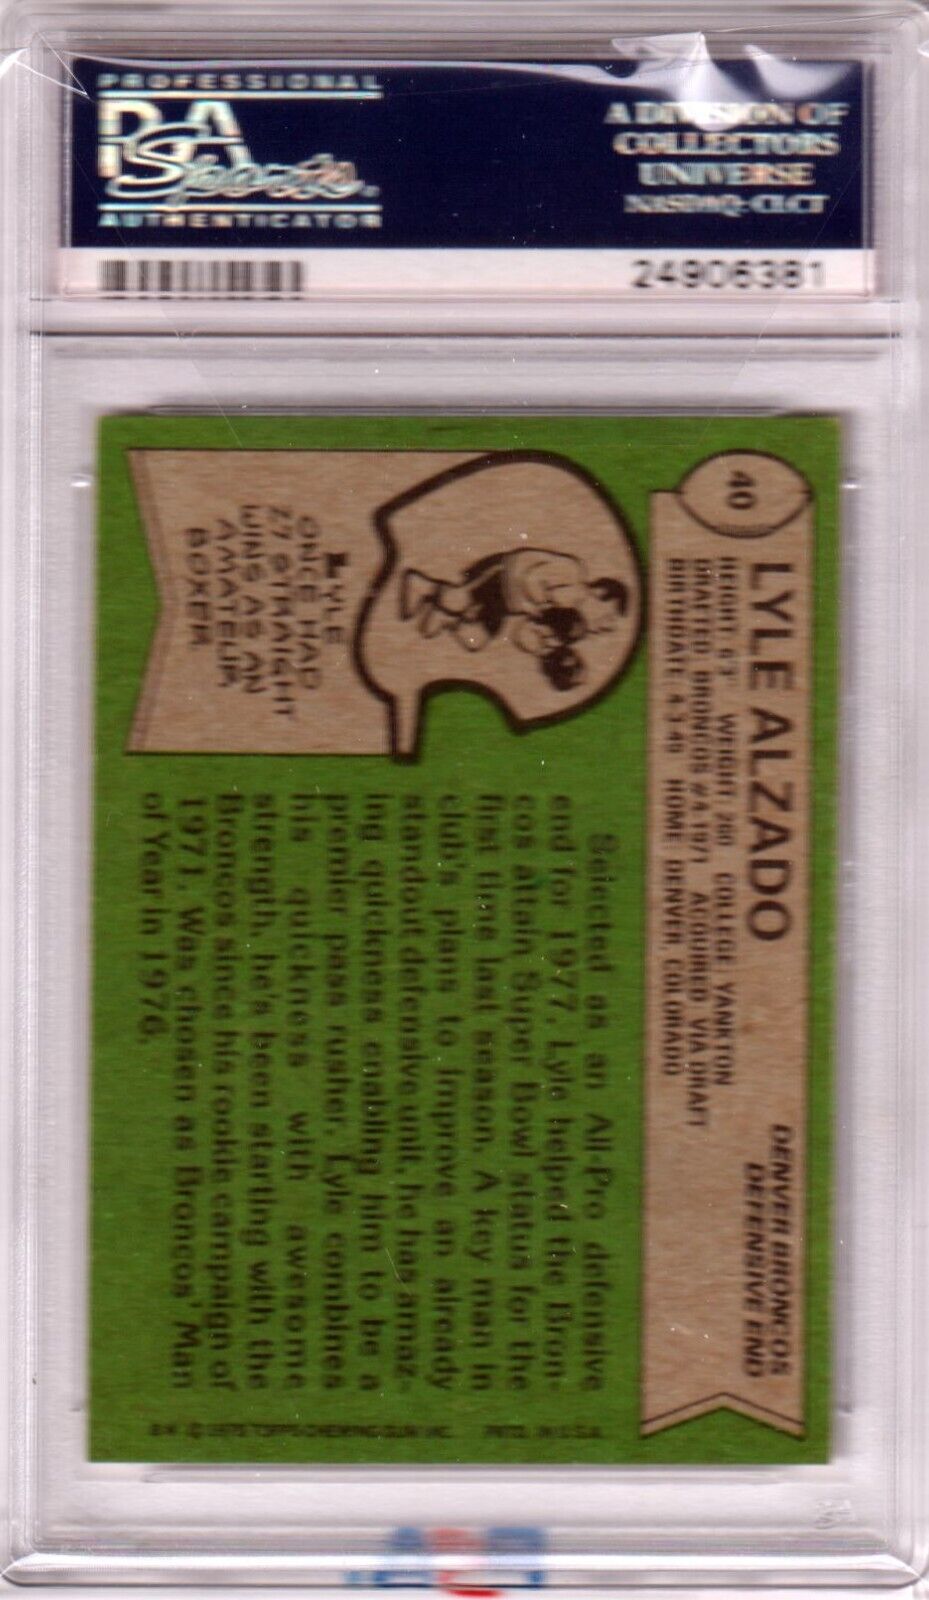 PROFESSIONAL
PSA
Sports
AUTHENTICATOR
A DIVISION OF
COLLECTORS
UNIVERSE
NASDAQ: CLCT
24906381
40
LYLE ALZADO
DENVER BRONCOS
DEFENSIVE END
HEIGHT: 6'3" WEIGHT: 260 COLLEGE: YANKTON
DRAFTED: BRONCOS #4-1971 ACQUIRED: VIA DRAFT
BIRTHDATE: 4-3-49 HOME: DENVER, COLORADO
LYLE
ONCE HAD
27 STRAIGHT
WINS AS AN
AMATEUR
BOXER
Selected as an All-Pro defensive
end for 1977, Lyle helped the Bron-
cos attain Super Bowl status for the
first time last season. A key man in
club's plans to improve an already
standout defensive unit, he has amaz-
ing quickness enabling him to be a
premier pass rusher. Lyle combines
his quickness with awesome
strength, he's been starting with the
Broncos since his rookie campaign of
1971. Was chosen as Broncos' Man
of Year in 1976.
© 1978 TOPPS CHEWING GUM, INC. PRTD. IN U.S.A.